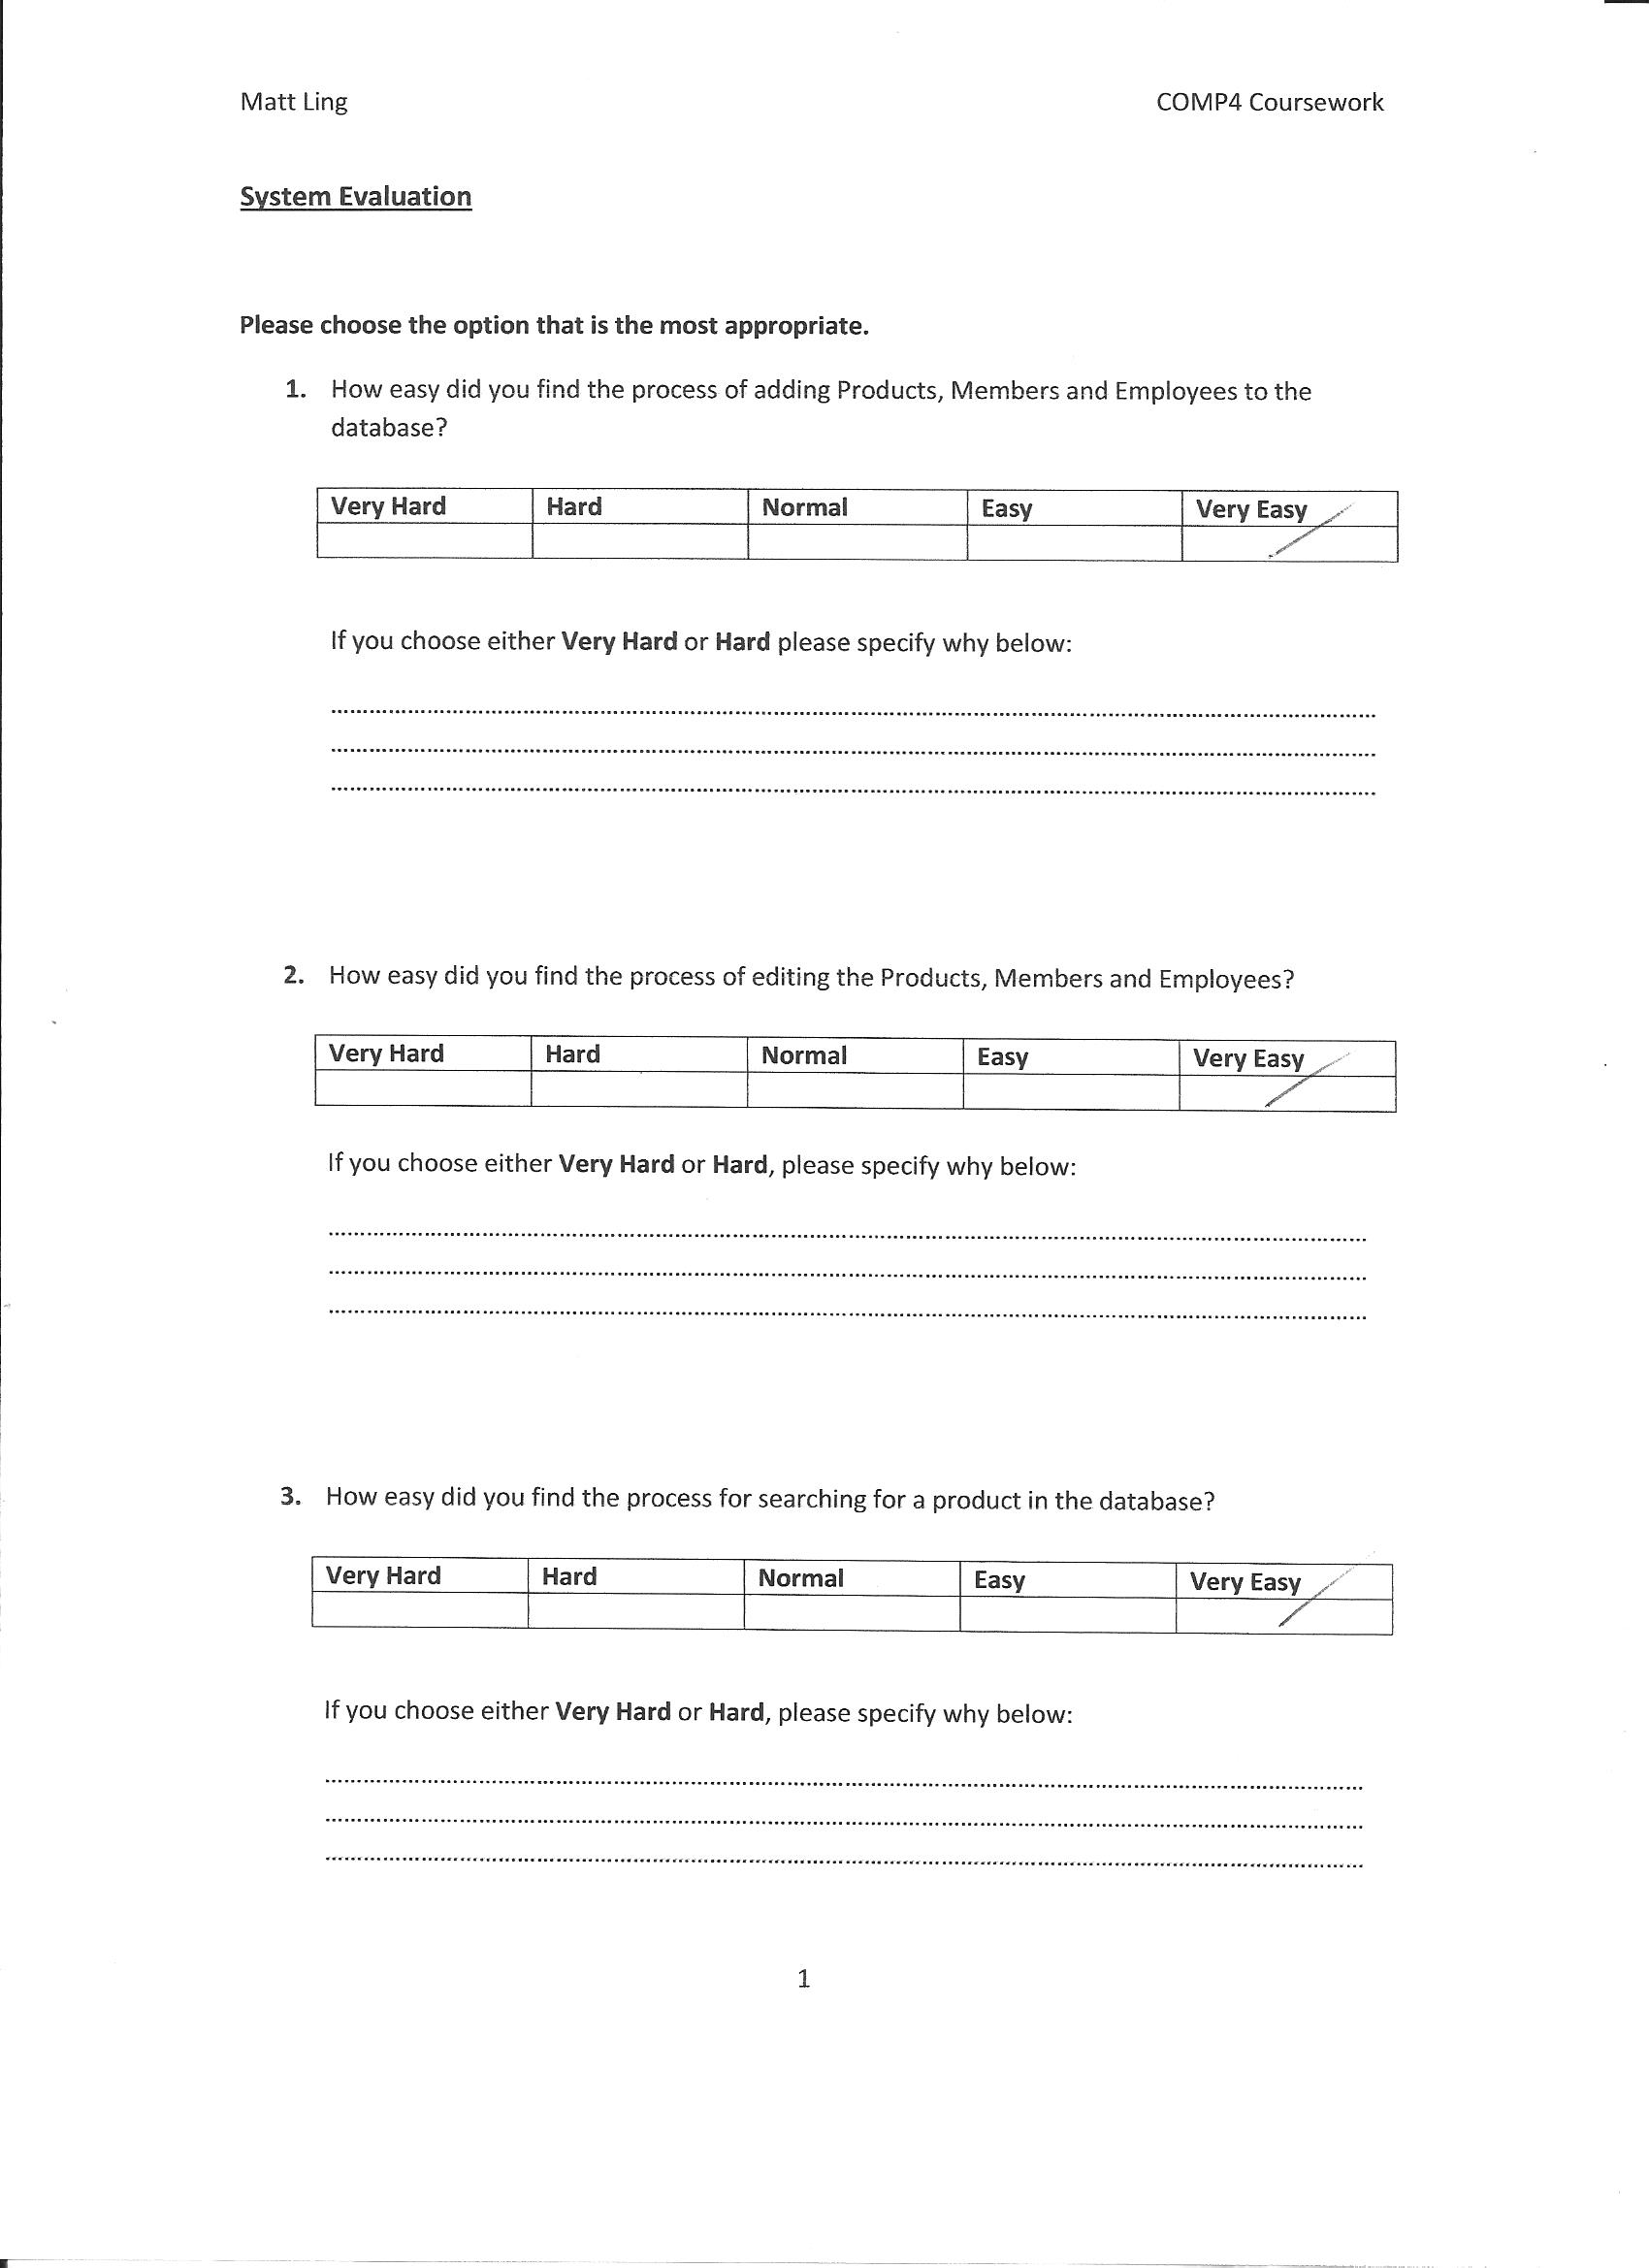 Matt Ling COMP4 Coursework
System Evaluation
Please choose the option that is the most appropriate.
1. How easy did you find the process of adding Products, Members and Employees to the
database?
Very Hard Hard Normal Easy Very Easy
If you choose either Very Hard or Hard please specify why below:
2. How easy did you find the process of editing the Products, Members and Employees?
Very Hard Hard Normal Easy Very Easy
If you choose either Very Hard or Hard, please specify why below:
3. How easy did you find the process for searching for a product in the database?
Very Hard Hard Normal Easy Very Easy
If you choose either Very Hard or Hard, please specify why below:
1